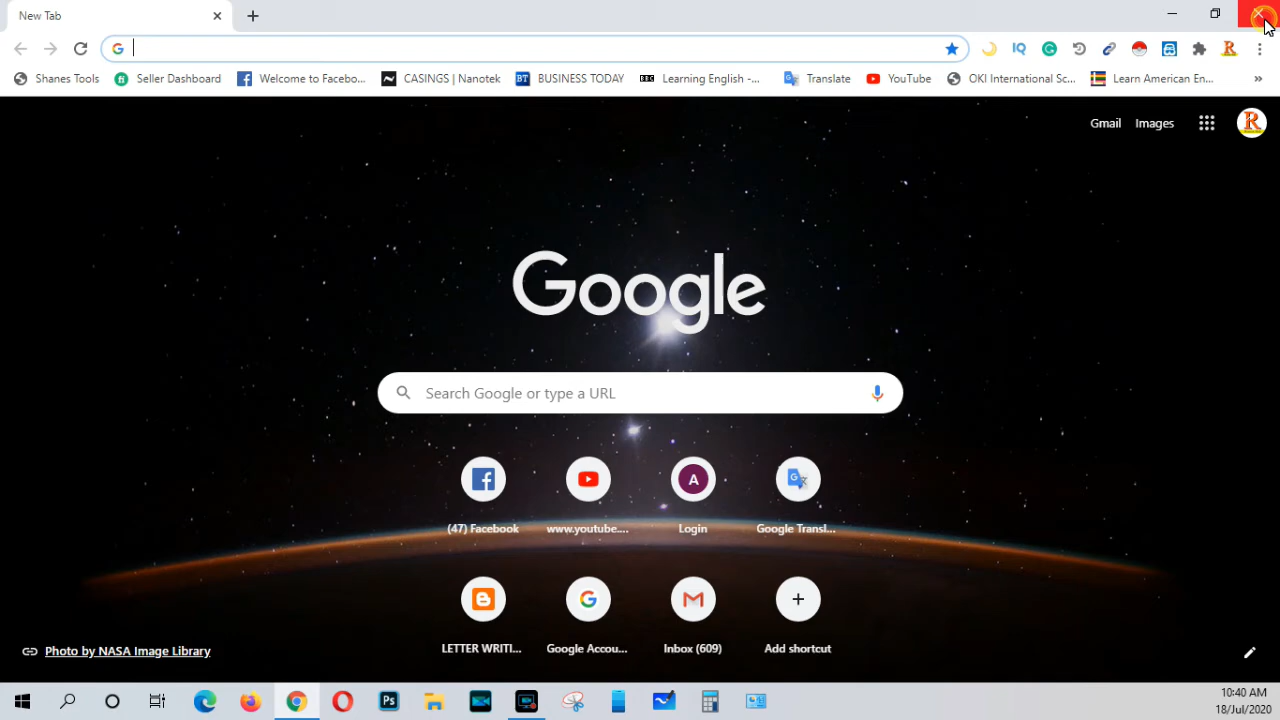 New Tab
Shanes Tools
Seller Dashboard
Welcome to Facebo...
CASINGS | Nanotek
BUSINESS TODAY
Learning English -...
Translate
YouTube
OKI International Sc...
Learn American En...
»
Gmail
Images
Google
Search Google or type a URL
(47) Facebook
www.youtube....
Login
Google Transl...
LETTER WRITI...
Google Accou...
Inbox (609)
Add shortcut
Photo by NASA Image Library
10:40 AM
18/Jul/2020